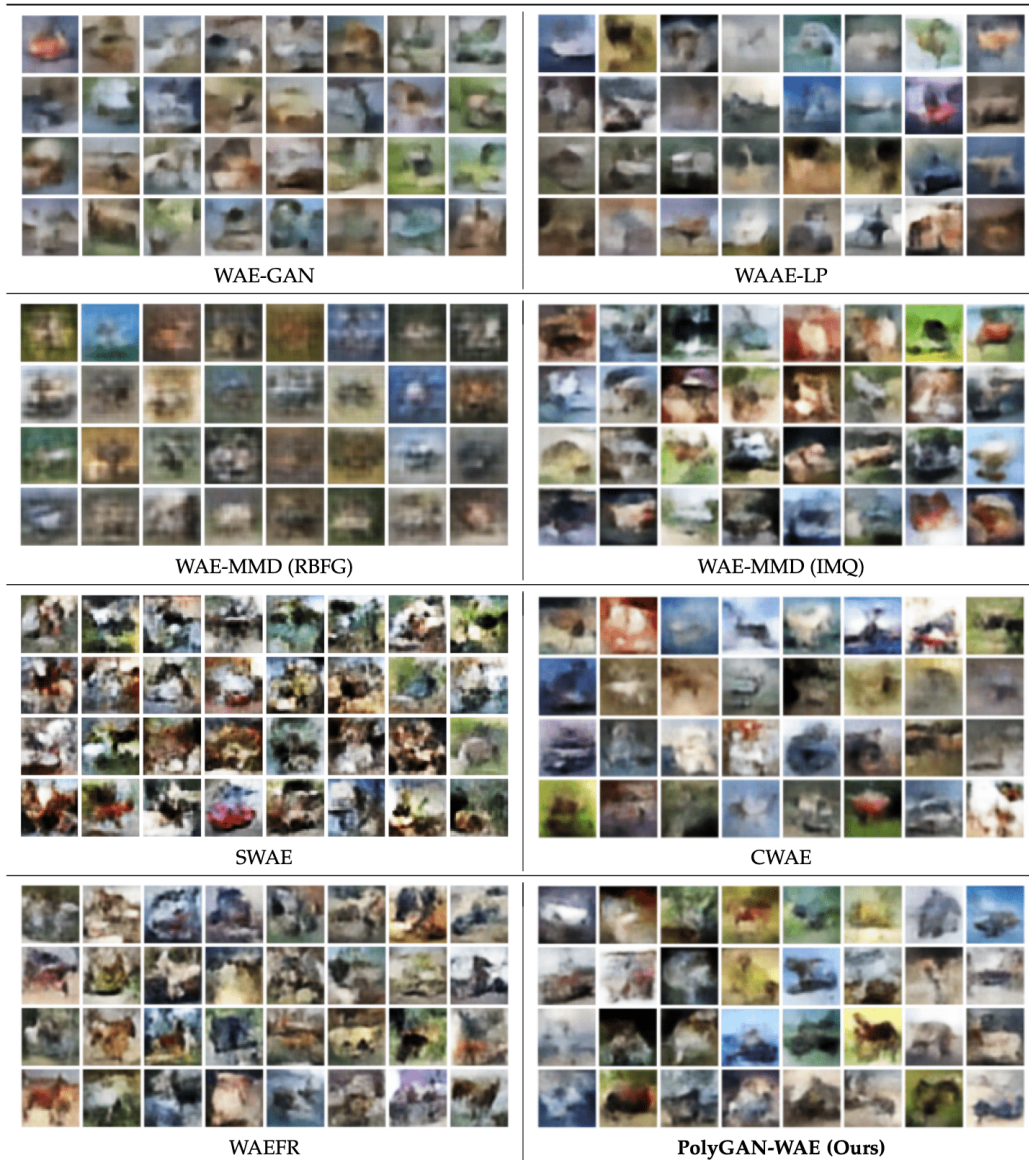 WAE-GAN
WAAE-LP
WAE-MMD (RBFG)
WAE-MMD (IMQ)
SWAE
CWAE
WAEFR
PolyGAN-WAE (Ours)